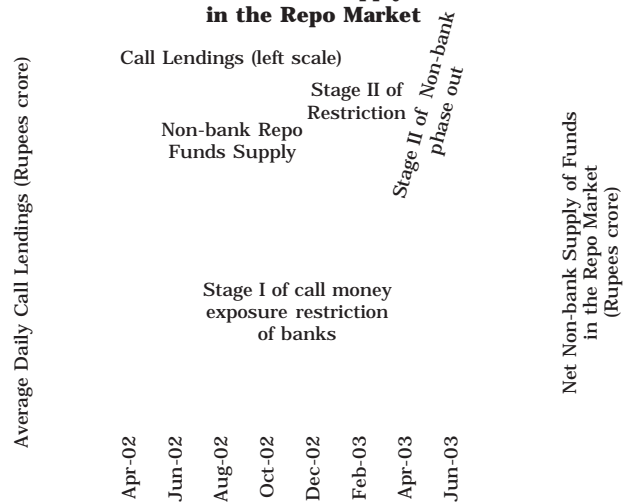 in the Repo Market
Call Lendings (left scale)
Stage II of
Restriction
Non-bank Repo
Funds Supply
Stage II of Non-bank
phase out
Stage I of call money
exposure restriction
of banks
Average Daily Call Lendings (Rupees crore)
Net Non-bank Supply of Funds
in the Repo Market
(Rupees crore)
Apr-02
Jun-02
Aug-02
Oct-02
Dec-02
Feb-03
Apr-03
Jun-03